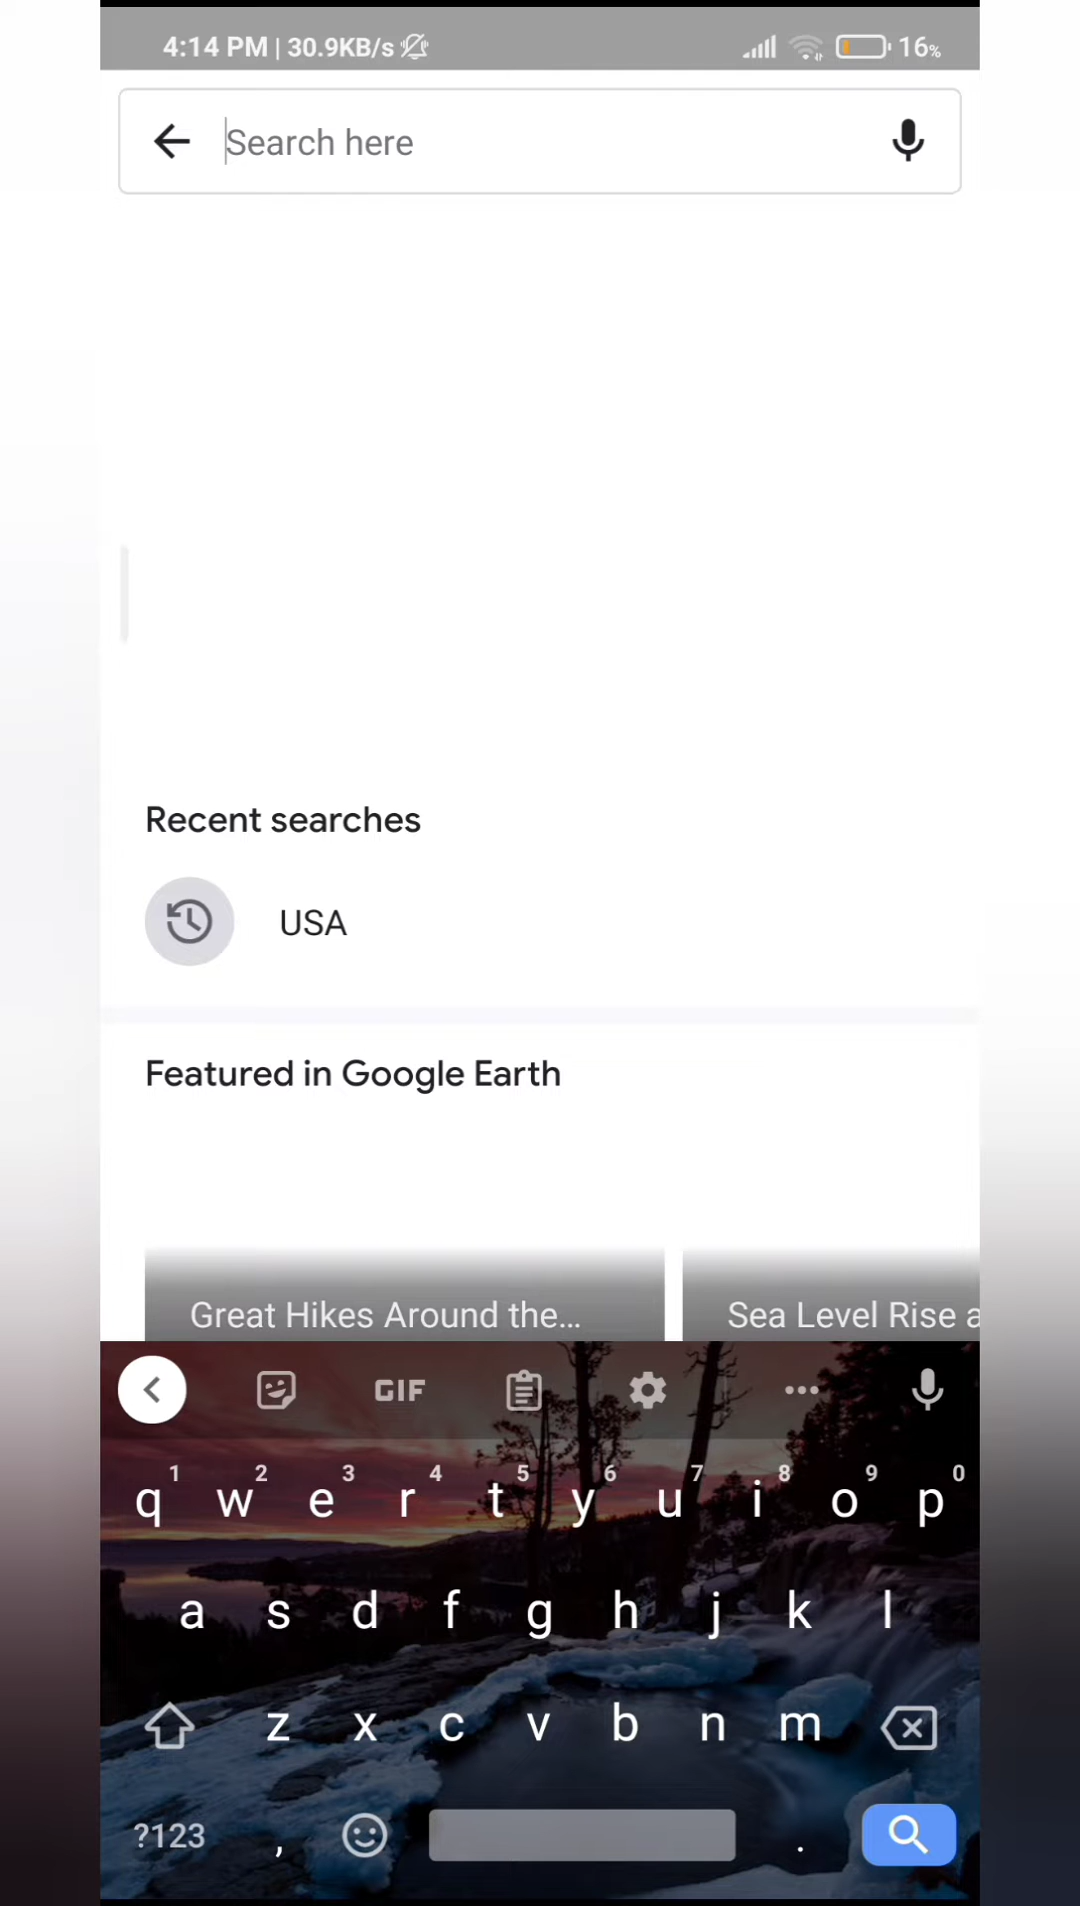 4:14 PM | 30.9KB/s 16%
Search here
Recent searches
USA
Featured in Google Earth
Great Hikes Around the...
Sea Level Rise a
GIF
1 2 3 4 5 6 7 8 9 0
q w e r t y u i o p
a s d f g h j k l
z x c v b n m
?123 , .